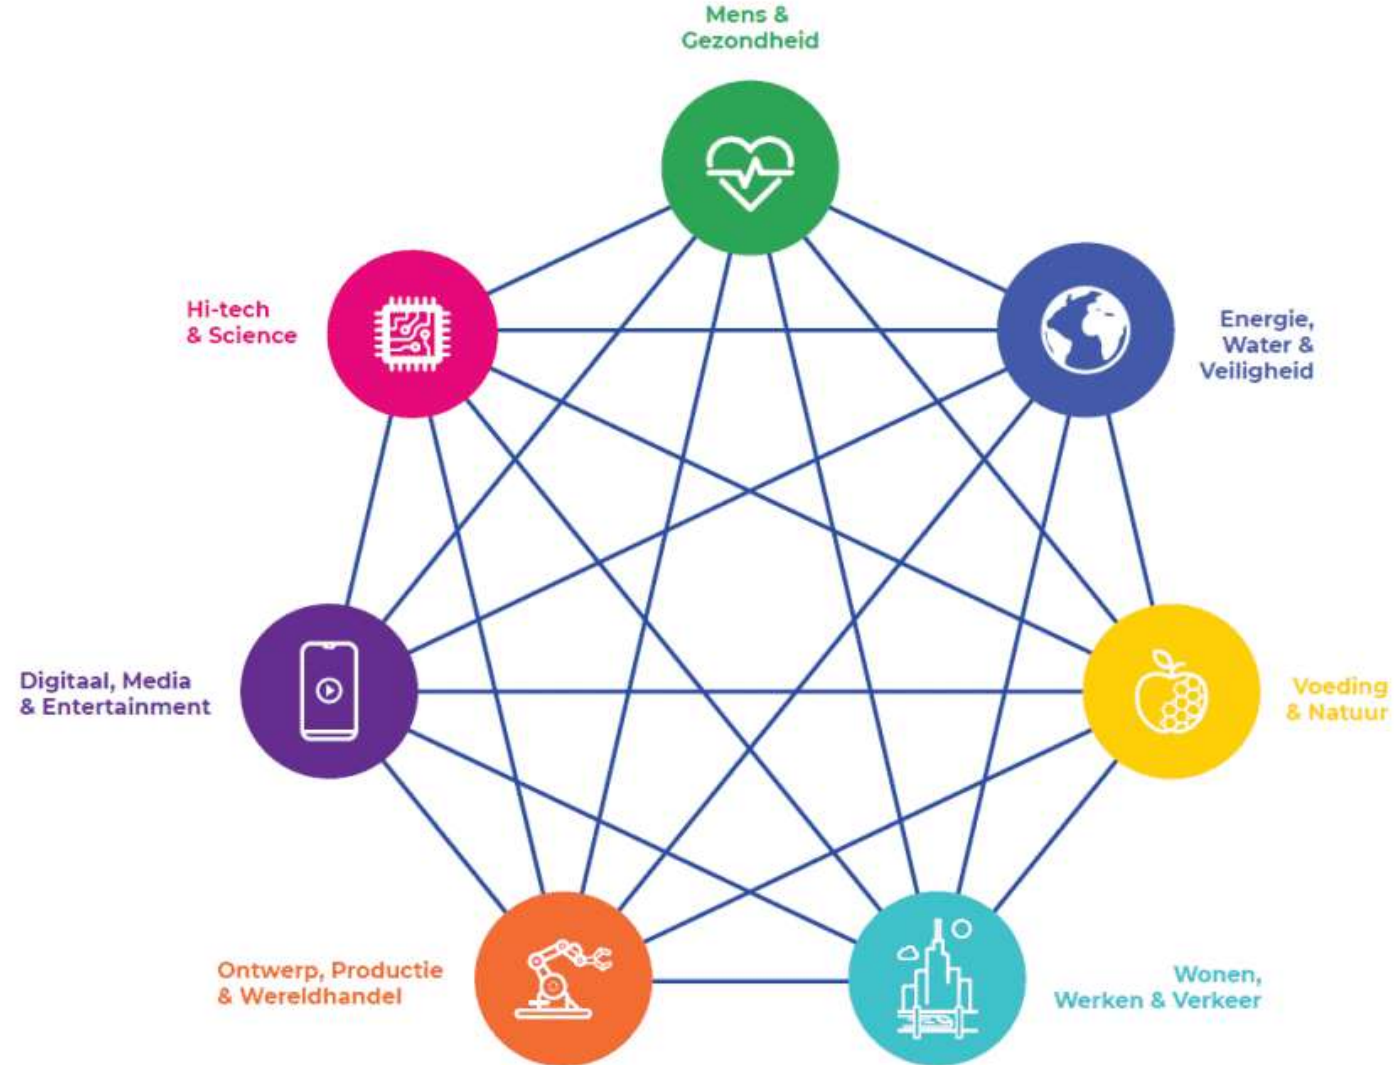 Mens &
Gezondheid
Hi-tech
& Science
Energie,
Water &
Veiligheid
Digitaal, Media
& Entertainment
Voeding
& Natuur
Ontwerp, Productie
& Wereldhandel
Wonen,
Werken & Verkeer